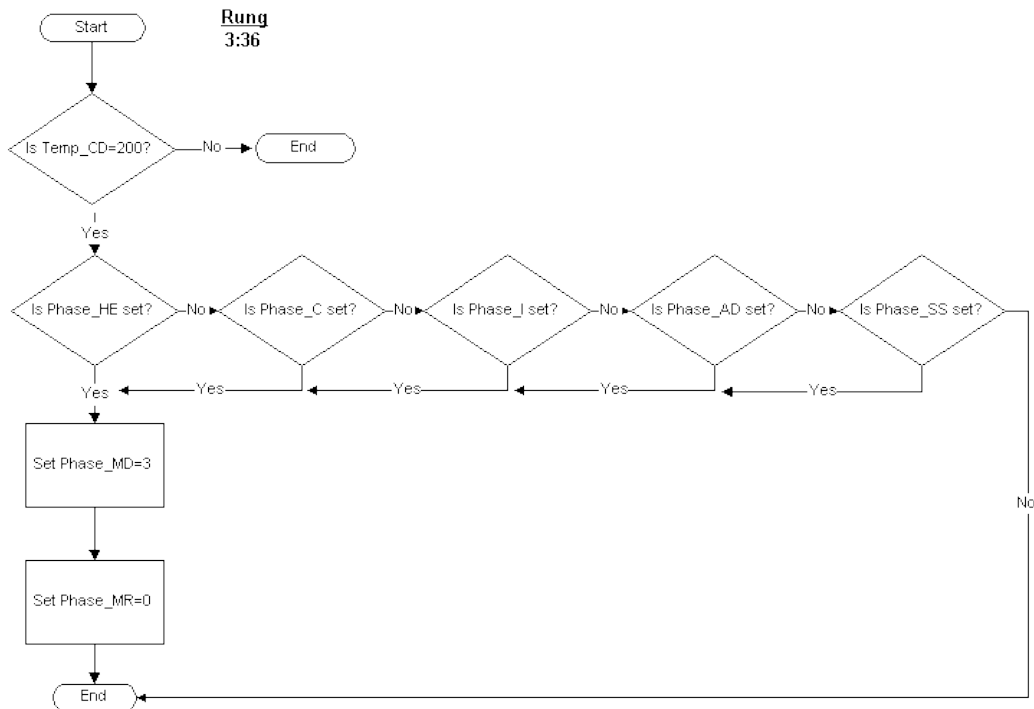 Rung
3:36
Start
Is Temp_CD=200?
No
End
Yes
Is Phase_HE set?
No
Is Phase_C set?
No
Is Phase_I set?
No
Is Phase_AD set?
No
Is Phase_SS set?
Yes
Yes
Yes
Yes
Yes
Set Phase_MD=3
No
Set Phase_MR=0
End